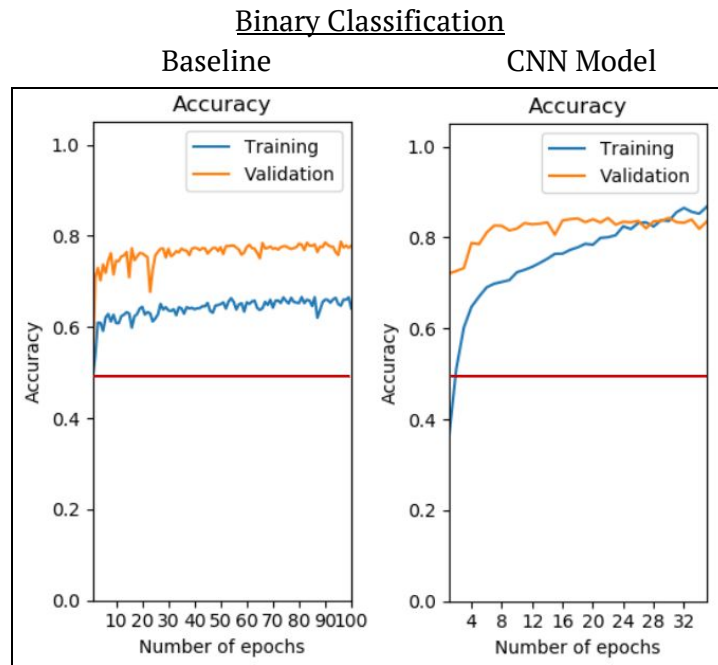 Binary Classification
Baseline
CNN Model
Accuracy
Training
Validation
1.0
0.8
0.6
0.4
0.2
0.0
Accuracy
10 20 30 40 50 60 70 80 90100
Number of epochs
Accuracy
Training
Validation
1.0
0.8
0.6
0.4
0.2
0.0
Accuracy
4 8 12 16 20 24 28 32
Number of epochs